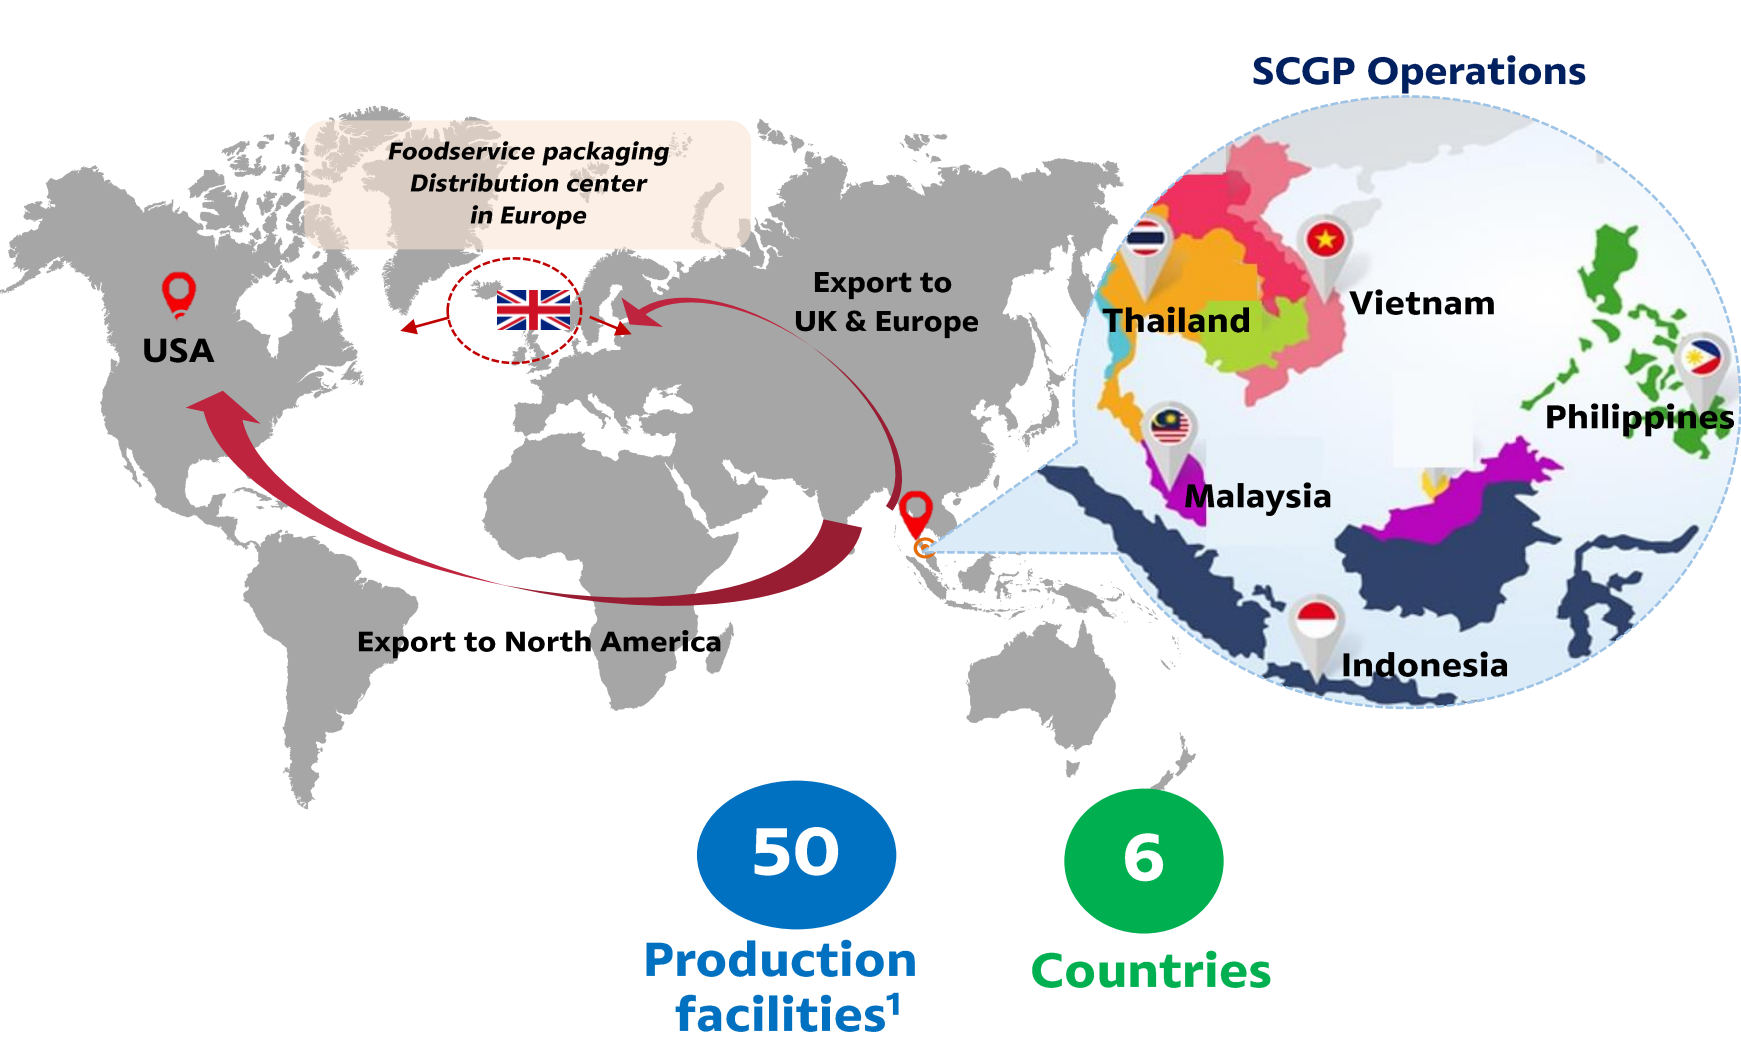 SCGP Operations
Foodservice packaging
Distribution center
in Europe
Export to
UK & Europe
USA
Thailand
Vietnam
Philippines
Malaysia
Indonesia
Export to North America
50
Production
facilities¹
6
Countries